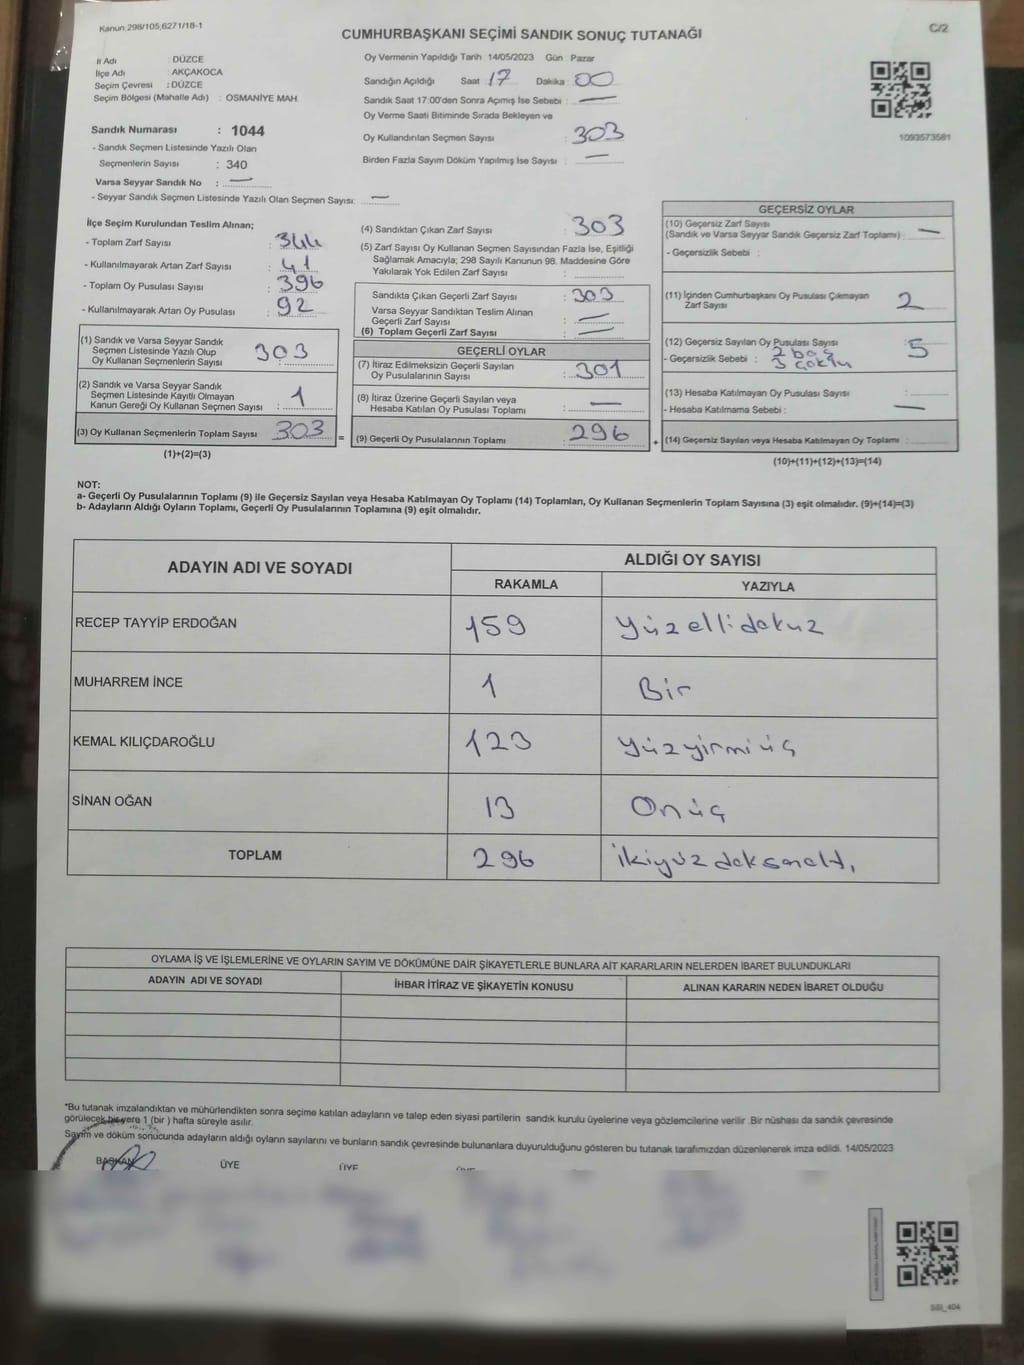 Kanun 298/105,6271/18-1
C/2
CUMHURBAŞKANI SEÇİMİ SANDIK SONUÇ TUTANAĞI
İl Adı : DÜZCE
İlçe Adı : AKÇAKOCA
Seçim Çevresi : DÜZCE
Seçim Bölgesi (Mahalle Adı) : OSMANİYE MAH.
Sandık Numarası : 1044
- Sandık Seçmen Listesinde Yazılı Olan
Seçmenlerin Sayısı : 340
Varsa Seyyar Sandık No : —
- Seyyar Sandık Seçmen Listesinde Yazılı Olan Seçmen Sayısı: —
Oy Vermenin Yapıldığı Tarih 14/05/2023 Gün : Pazar
Sandığın Açıldığı Saat 17 Dakika : 00
Sandık Saat 17:00'den Sonra Açımış İse Sebebi : —
Oy Verme Saati Bitiminde Sırada Bekleyen ve
Oy Kullandırılan Seçmen Sayısı : 303
Birden Fazla Sayım Döküm Yapılmış İse Sayısı : —
1093573581
İlçe Seçim Kurulundan Teslim Alınan;
- Toplam Zarf Sayısı : 344
- Kullanılmayarak Artan Zarf Sayısı : 41
- Toplam Oy Pusulası Sayısı : 396
- Kullanılmayarak Artan Oy Pusulası : 92
(1) Sandık ve Varsa Seyyar Sandık
Seçmen Listesinde Yazılı Olup
Oy Kullanan Seçmenlerin Sayısı : 303
(2) Sandık ve Varsa Seyyar Sandık
Seçmen Listesinde Kayıtlı Olmayan
Kanun Gereği Oy Kullanan Seçmen Sayısı : 1
(3) Oy Kullanan Seçmenlerin Toplam Sayısı : 303 =
(1)+(2)=(3)
(4) Sandıktan Çıkan Zarf Sayısı : 303
(5) Zarf Sayısı Oy Kullanan Seçmen Sayısından Fazla İse, Eşitliği
Sağlamak Amacıyla; 298 Sayılı Kanunun 98. Maddesine Göre
Yakılarak Yok Edilen Zarf Sayısı :
Sandıkta Çıkan Geçerli Zarf Sayısı : 303
Varsa Seyyar Sandıktan Teslim Alınan
Geçerli Zarf Sayısı : —
(6) Toplam Geçerli Zarf Sayısı : —
GEÇERLİ OYLAR
(7) İtiraz Edilmeksizin Geçerli Sayılan
Oy Pusulalarının Sayısı : 301
(8) İtiraz Üzerine Geçerli Sayılan veya
Hesaba Katılan Oy Pusulası Toplamı : —
(9) Geçerli Oy Pusulalarının Toplamı : 296 +
GEÇERSİZ OYLAR
(10) Geçersiz Zarf Sayısı
(Sandık ve Varsa Seyyar Sandık Geçersiz Zarf Toplamı) : —
- Geçersizlik Sebebi :
(11) İçinden Cumhurbaşkanı Oy Pusulası Çıkmayan
Zarf Sayısı : 2
(12) Geçersiz Sayılan Oy Pusulası Sayısı : 5
- Geçersizlik Sebebi : 2 boş
(13) Hesaba Katılmayan Oy Pusulası Sayısı :
- Hesaba Katılmama Sebebi : —
(14) Geçersiz Sayılan veya Hesaba Katılmayan Oy Toplamı :
(10)+(11)+(12)+(13)=(14)
NOT:
a- Geçerli Oy Pusulalarının Toplamı (9) ile Geçersiz Sayılan veya Hesaba Katılmayan Oy Toplamı (14) Toplamları, Oy Kullanan Seçmenlerin Toplam Sayısına (3) eşit olmalıdır. (9)+(14)=(3)
b- Adayların Aldığı Oyların Toplamı, Geçerli Oy Pusulalarının Toplamına (9) eşit olmalıdır.
ADAYIN ADI VE SOYADI
ALDIĞI OY SAYISI
RAKAMLA YAZIYLA
RECEP TAYYİP ERDOĞAN 159 Yüzellidokuz
MUHARREM İNCE 1 Bir
KEMAL KILIÇDAROĞLU 123 Yüzyirmiüç
SİNAN OĞAN 13 Onüç
TOPLAM 296 İkiyüzdoksanaltı
OYLAMA İŞ VE İŞLEMLERİNE VE OYLARIN SAYIM VE DÖKÜMÜNE DAİR ŞİKAYETLERLE BUNLARA AİT KARARLARIN NELERDEN İBARET BULUNDUKLARI
ADAYIN ADI VE SOYADI İHBAR İTİRAZ VE ŞİKAYETİN KONUSU ALINAN KARARIN NEDEN İBARET OLDUĞU
"Bu tutanak imzalandıktan ve mühürlendikten sonra seçime katılan adayların ve talep eden siyasi partilerin sandık kurulu üyelerine veya gözlemcilerine verilir .Bir nüshası da sandık çevresinde
görülecek bir yere 1 (bir ) hafta süreyle asılır.
Sayım ve döküm sonucunda adayların aldığı oyların sayılarını ve bunların sandık çevresinde bulunanlara duyurulduğunu gösteren bu tutanak tarafımızdan düzenlenerek imza edildi. 14/05/2023
BAŞKAN ÜYE ÜYE ÜYE
SGI_404